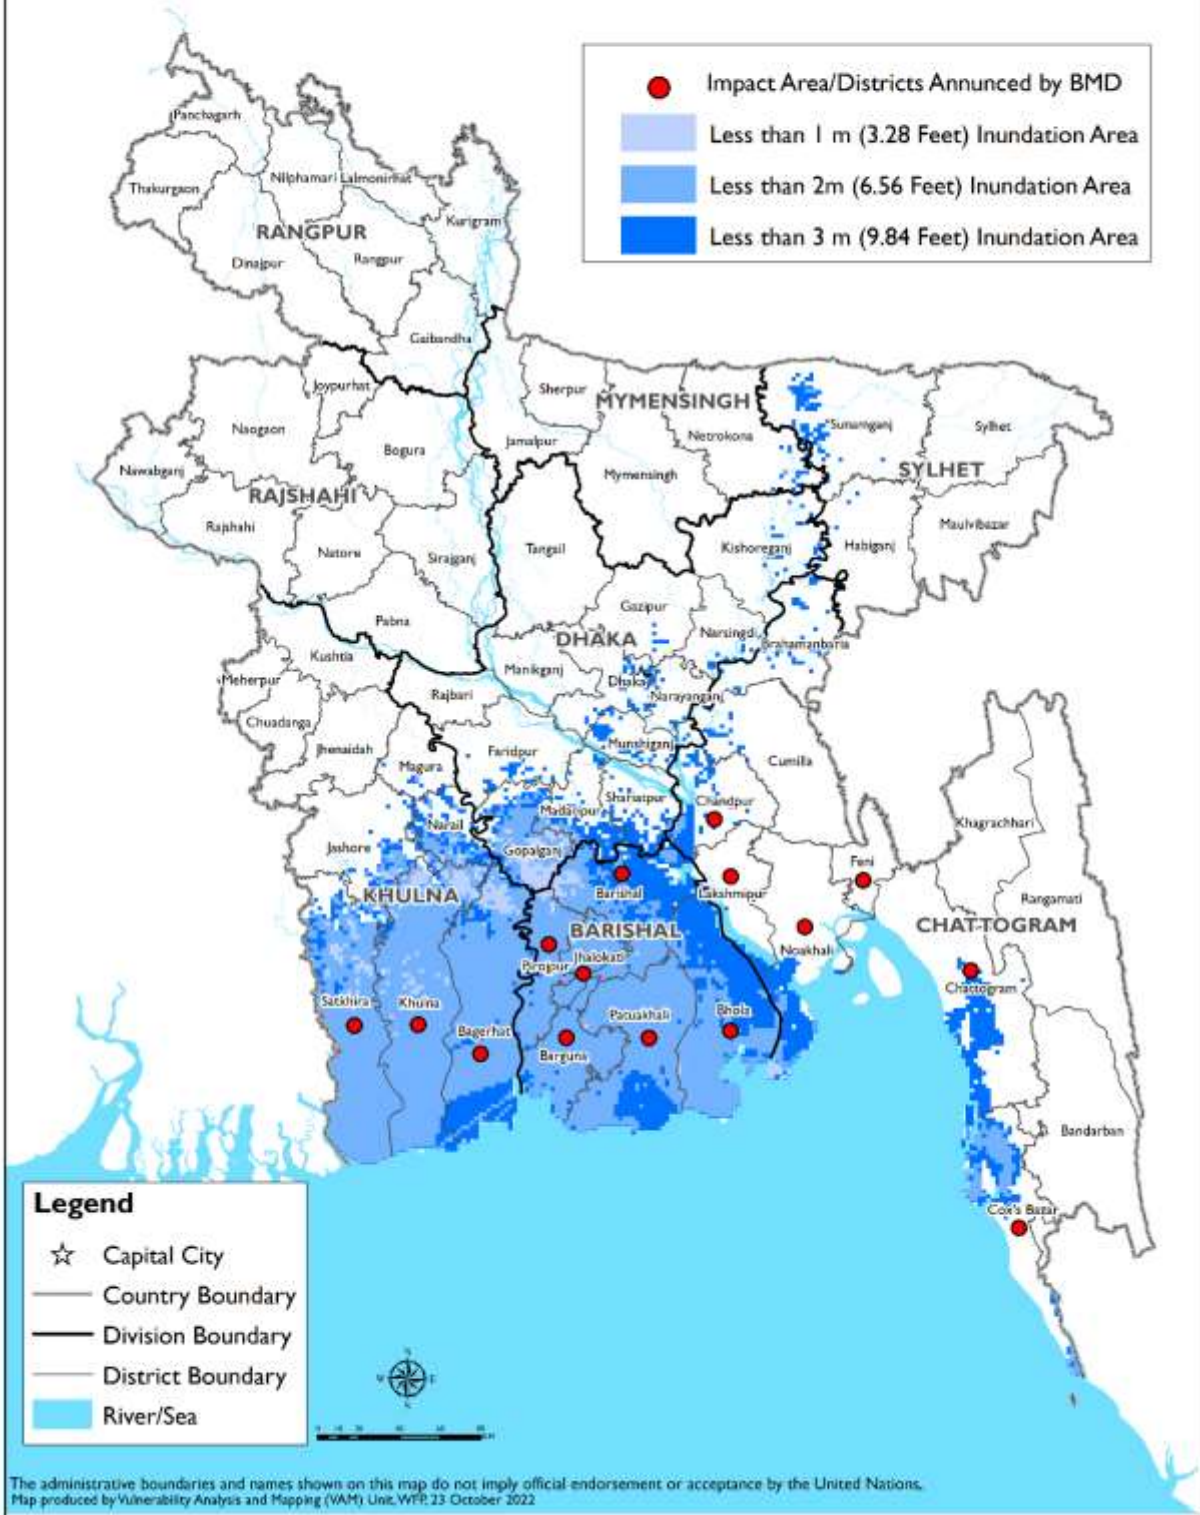 Impact Area/Districts Annunced by BMD
Less than 1 m (3.28 Feet) Inundation Area
Less than 2m (6.56 Feet) Inundation Area
Less than 3 m (9.84 Feet) Inundation Area
Panchagarh
Thakurgaon
Nilphamari
Lalmonirhat
Kurigram
RANGPUR
Dinajpur
Rangpur
Gaibandha
Joypurhat
Sherpur
MYMENSINGH
Naogaon
Bogura
Jamalpur
Netrokona
Sunamganj
Sylhet
Nawabganj
Mymensingh
SYLHET
RAJSHAHI
Rajshahi
Natore
Sirajganj
Tangail
Kishoreganj
Habiganj
Maulvibazar
Pabna
Gazipur
DHAKA
Narsingdi
Brahamanbaria
Kushtia
Manikganj
Meherpur
Rajbari
Dhaka
Narayanganj
Chuadanga
Jhenaidah
Magura
Faridpur
Munshiganj
Cumilla
Shariatpur
Chandpur
Madaripur
Narail
Jashore
Gopalganj
Khagrachhari
Feni
KHULNA
Barishal
Lakshmipur
Rangamati
BARISHAL
CHATTOGRAM
Noakhali
Pirojpur
Jhalokati
Chattogram
Satkhira
Khulna
Bagerhat
Patuakhali
Bhola
Barguna
Bandarban
Cox's Bazar
Legend
Capital City
Country Boundary
Division Boundary
District Boundary
River/Sea
N
W
E
The administrative boundaries and names shown on this map do not imply official endorsement or acceptance by the United Nations.
Map produced by Vulnerability Analysis and Mapping (VAM) Unit, WFP, 23 October 2022